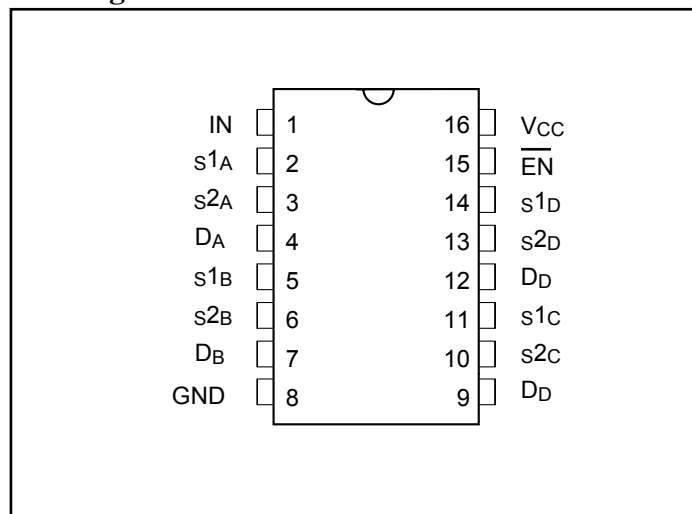 IN 1 16 VCC
S1A 2 15 EN
S2A 3 14 S1D
DA 4 13 S2D
S1B 5 12 DD
S2B 6 11 S1C
DB 7 10 S2C
GND 8 9 DD